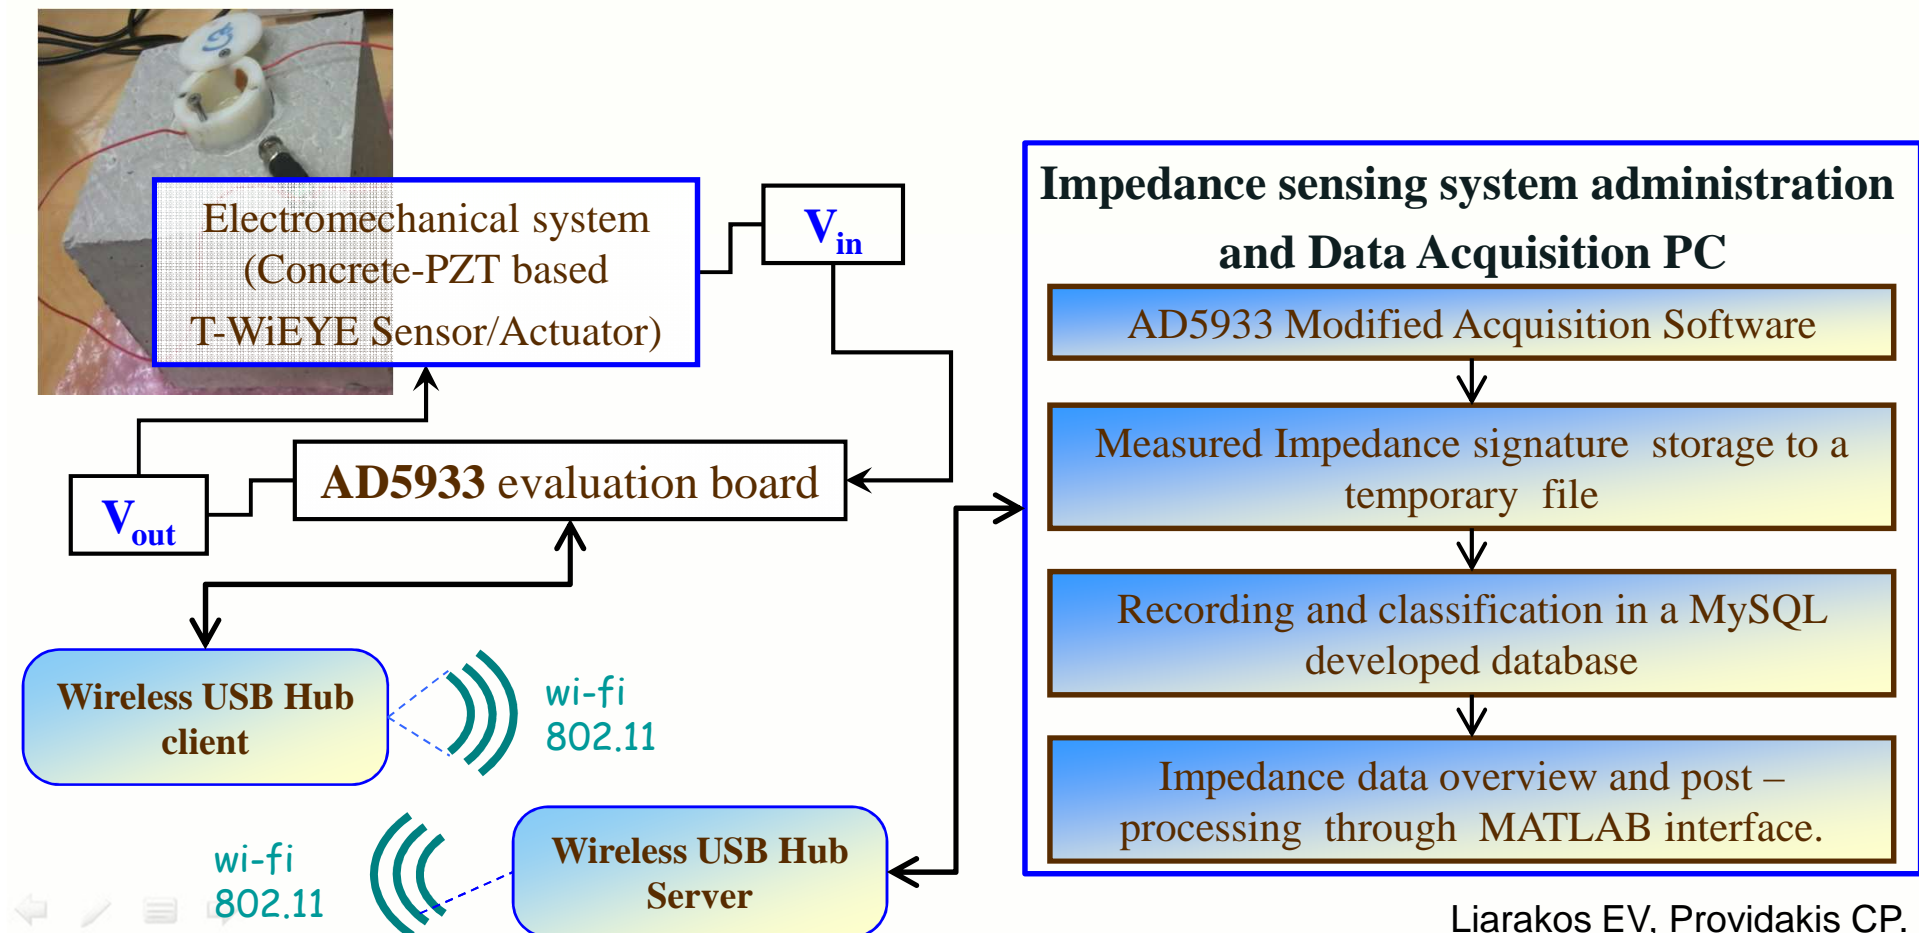 Electromechanical system
(Concrete-PZT based
T-WiEYE Sensor/Actuator)
Vin
AD5933 evaluation board
Vout
Wireless USB Hub
client
wi-fi
802.11
wi-fi
802.11
Wireless USB Hub
Server
Impedance sensing system administration
and Data Acquisition PC
AD5933 Modified Acquisition Software
Measured Impedance signature storage to a
temporary file
Recording and classification in a MySQL
developed database
Impedance data overview and post –
processing through MATLAB interface.
Liarakos EV, Providakis CP.